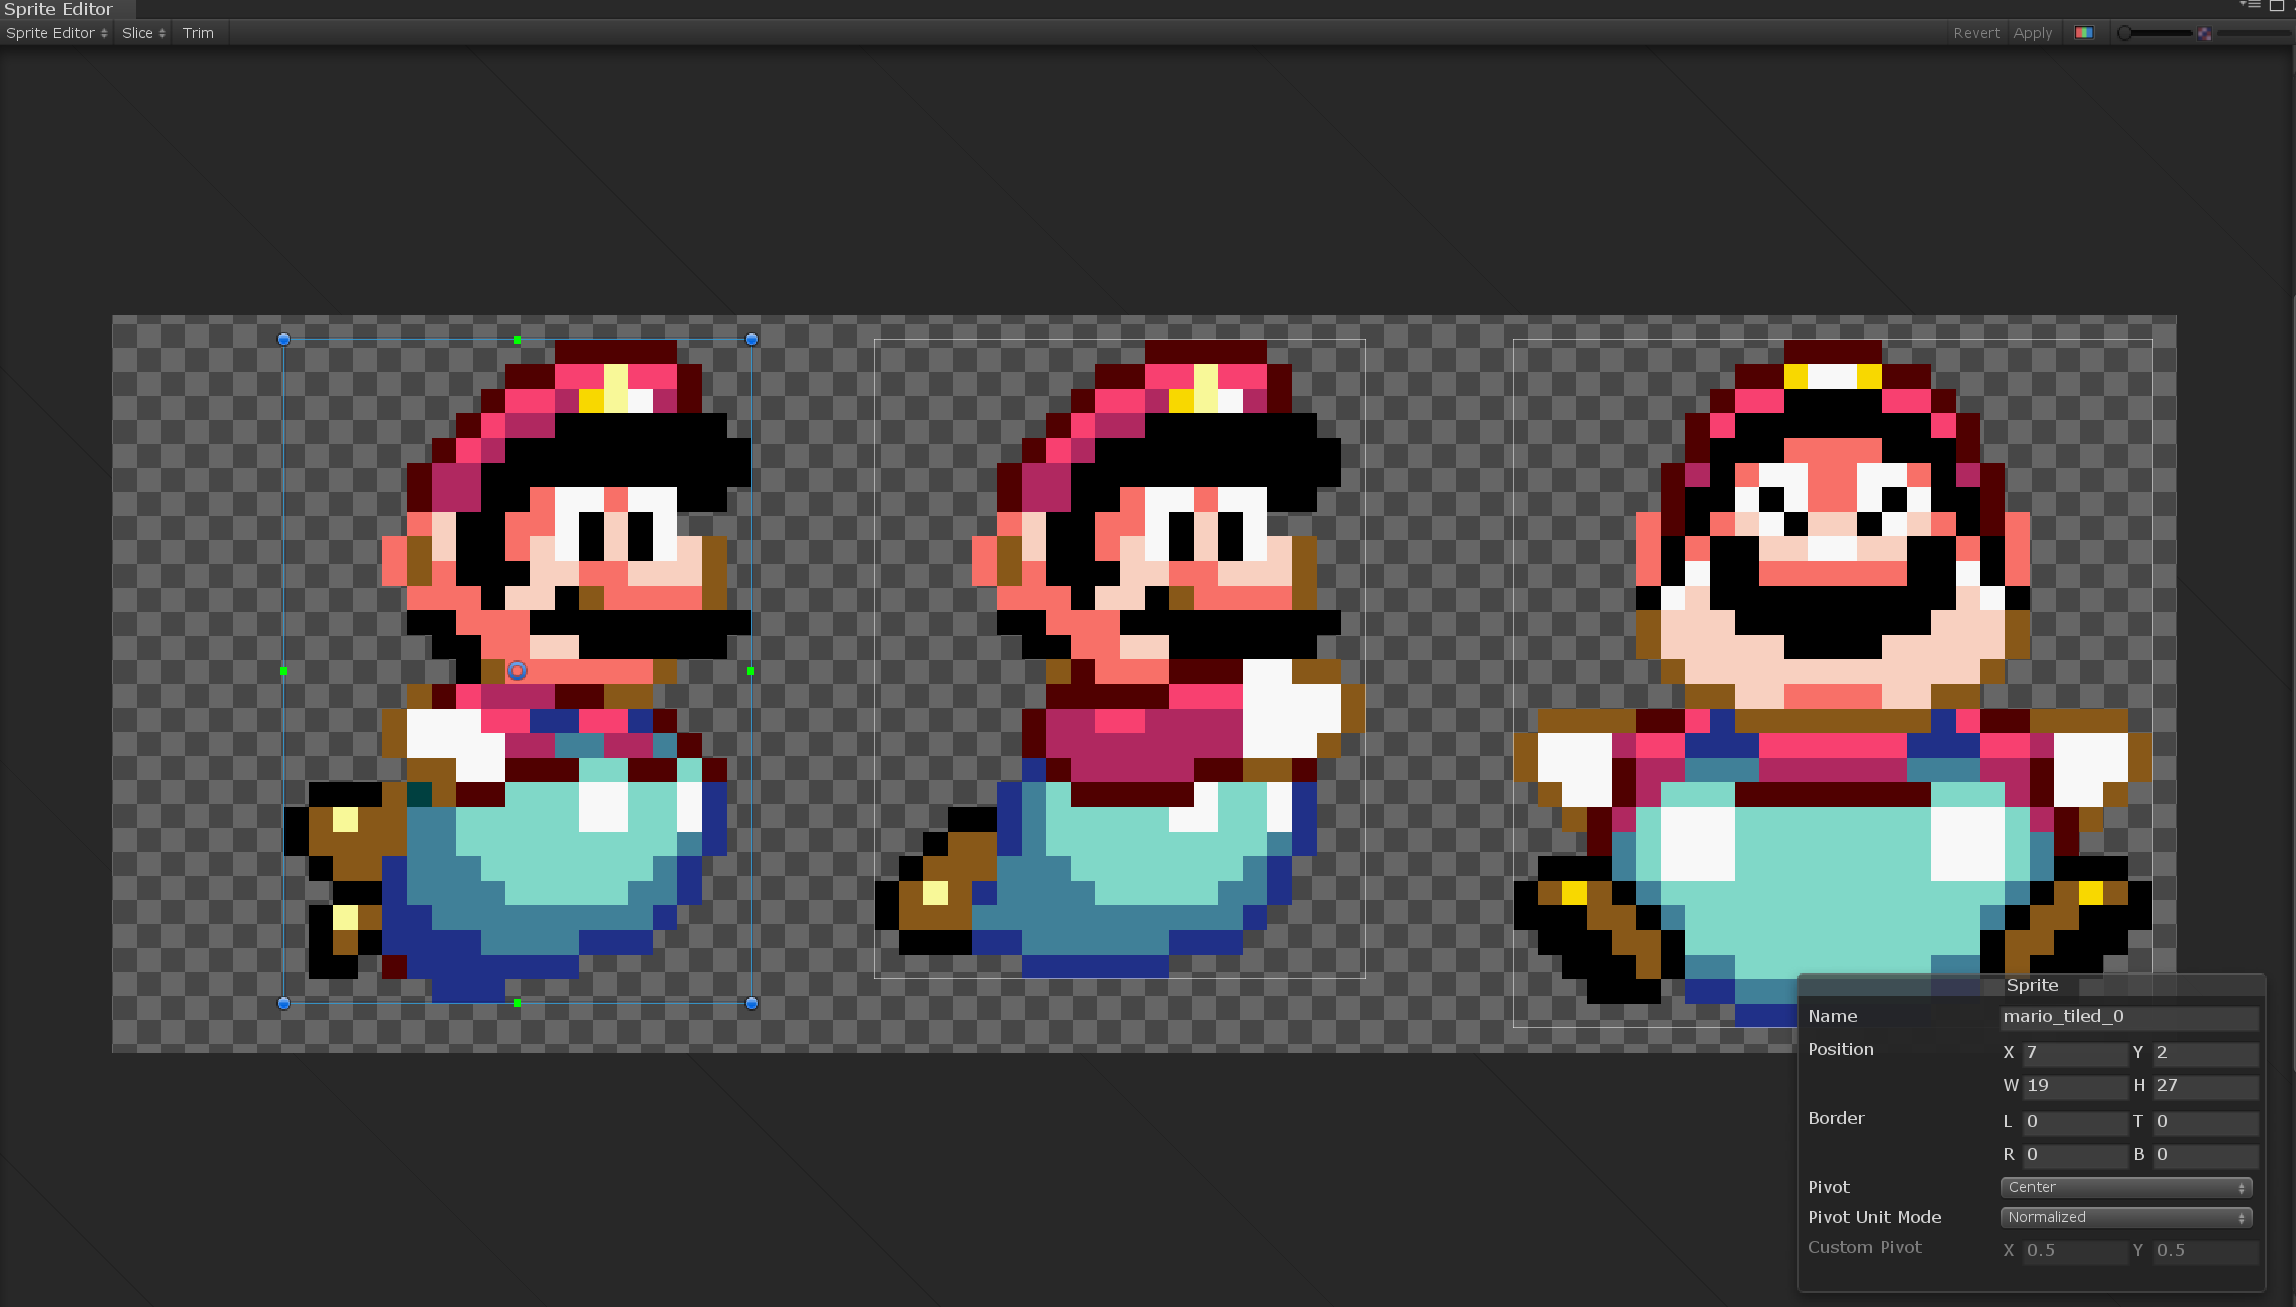 Sprite Editor
Sprite Editor Slice Trim Revert Apply
Sprite
Name mario_tiled_0
Position X 7 Y 2
W 19 H 27
Border L 0 T 0
R 0 B 0
Pivot Center
Pivot Unit Mode Normalized
Custom Pivot X 0.5 Y 0.5